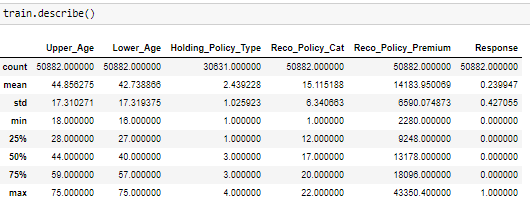 train.describe()
Upper_Age Lower_Age Holding_Policy_Type Reco_Policy_Cat Reco_Policy_Premium Response
count 50882.000000 50882.000000 30631.000000 50882.000000 50882.000000 50882.000000
mean 44.856275 42.738866 2.439228 15.115188 14183.950069 0.239947
std 17.310271 17.319375 1.025923 6.340663 6590.074873 0.427055
min 18.000000 16.000000 1.000000 1.000000 2280.000000 0.000000
25% 28.000000 27.000000 1.000000 12.000000 9248.000000 0.000000
50% 44.000000 40.000000 3.000000 17.000000 13178.000000 0.000000
75% 59.000000 57.000000 3.000000 20.000000 18096.000000 0.000000
max 75.000000 75.000000 4.000000 22.000000 43350.400000 1.000000